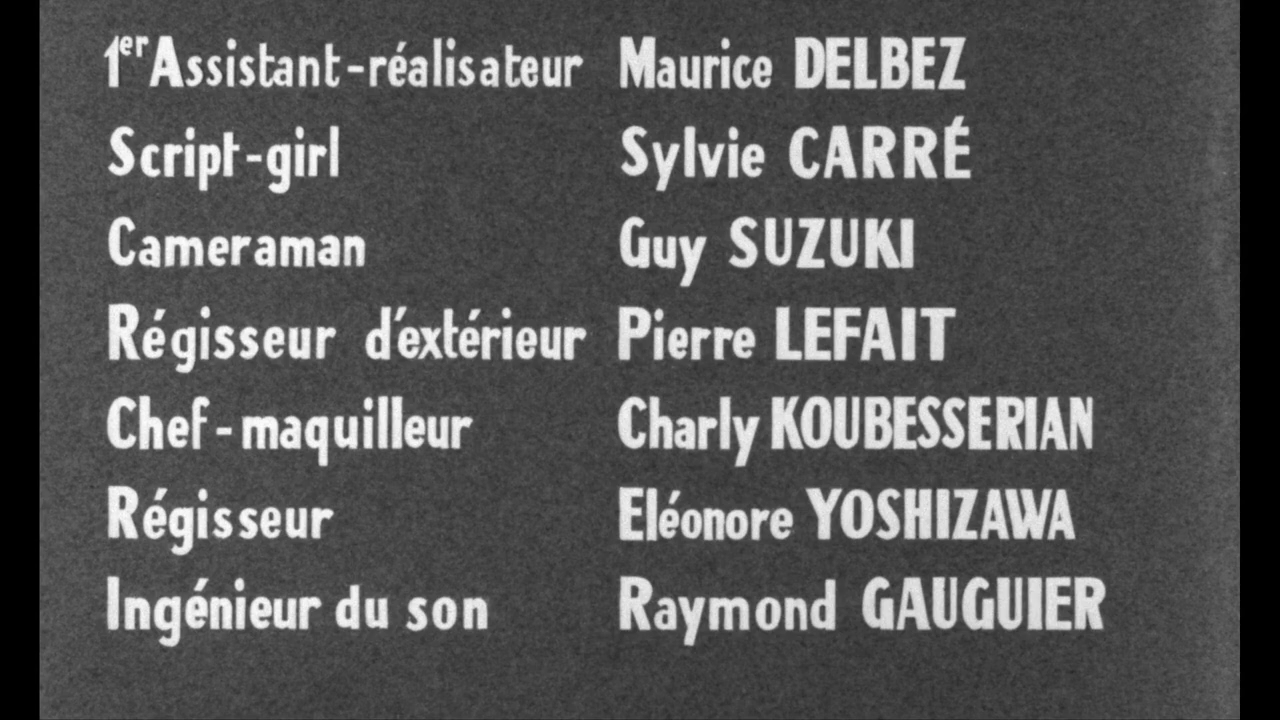 1er Assistant-réalisateur Maurice DELBEZ
Script-girl Sylvie CARRÉ
Cameraman Guy SUZUKI
Régisseur d'extérieur Pierre LEFAIT
Chef-maquilleur Charly KOUBESSERIAN
Régisseur Eléonore YOSHIZAWA
Ingénieur du son Raymond GAUGUIER